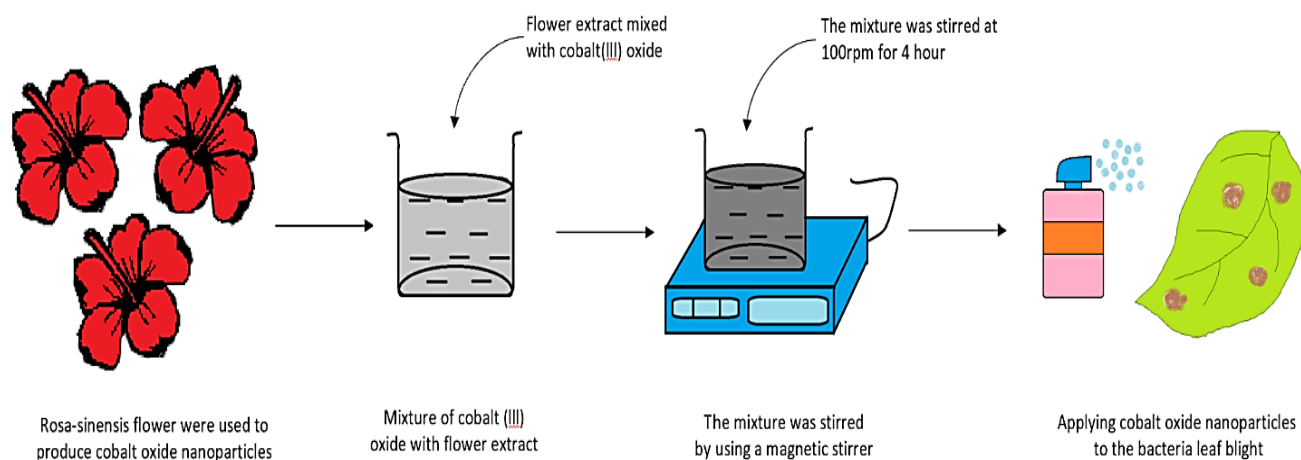 Flower extract mixed
with cobalt(III) oxide
The mixture was stirred at
100rpm for 4 hour
Rosa-sinensis flower were used to
produce cobalt oxide nanoparticles
Mixture of cobalt (III)
oxide with flower extract
The mixture was stirred
by using a magnetic stirrer
Applying cobalt oxide nanoparticles
to the bacteria leaf blight